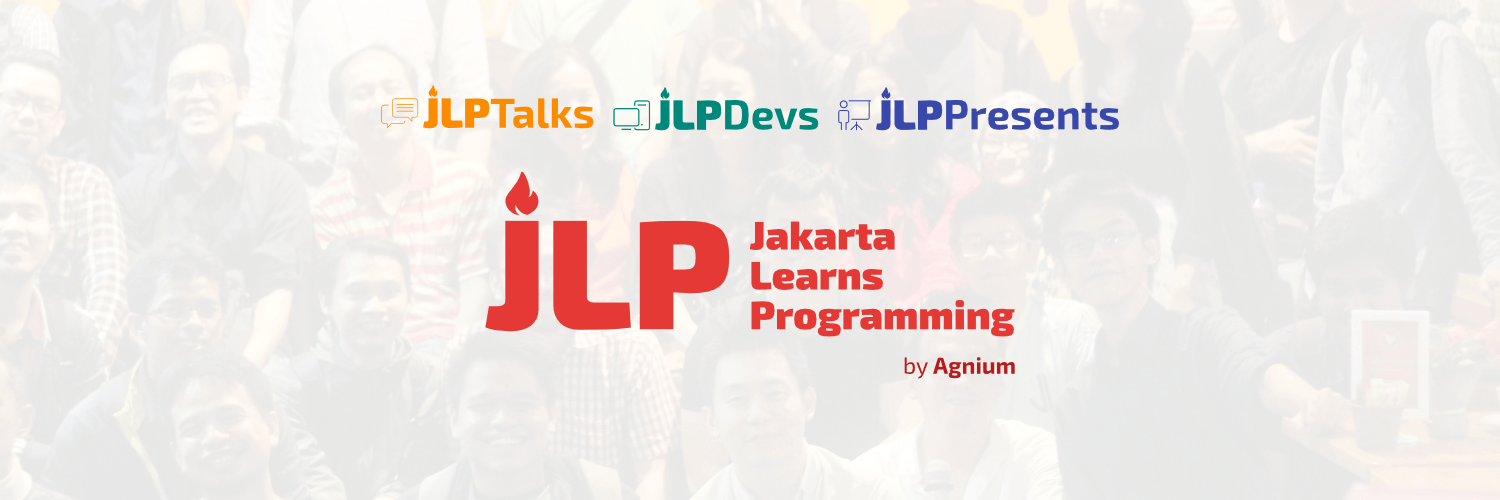 JLPTalks JLPDevs JLPPresents
JLP
Jakarta
Learns
Programming
by Agnium